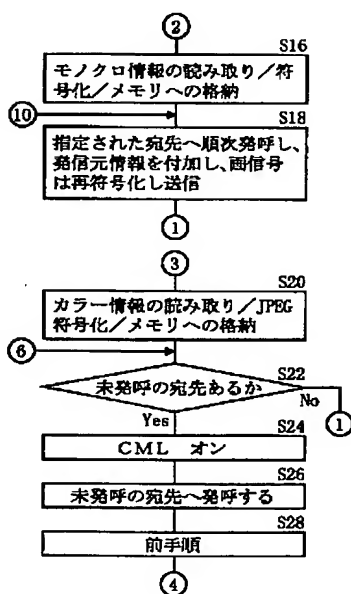 ②
S16
モノクロ情報の読み取り／符
号化／メモリへの格納
⑩
S18
指定された宛先へ順次発呼し、
発信元情報を付加し、画信号
は再符号化し送信
①
③
S20
カラー情報の読み取り／JPEG
符号化／メモリへの格納
⑥
S22
未発呼の宛先あるか
No
①
Yes
S24
CML オン
S26
未発呼の宛先へ発呼する
S28
前手順
④